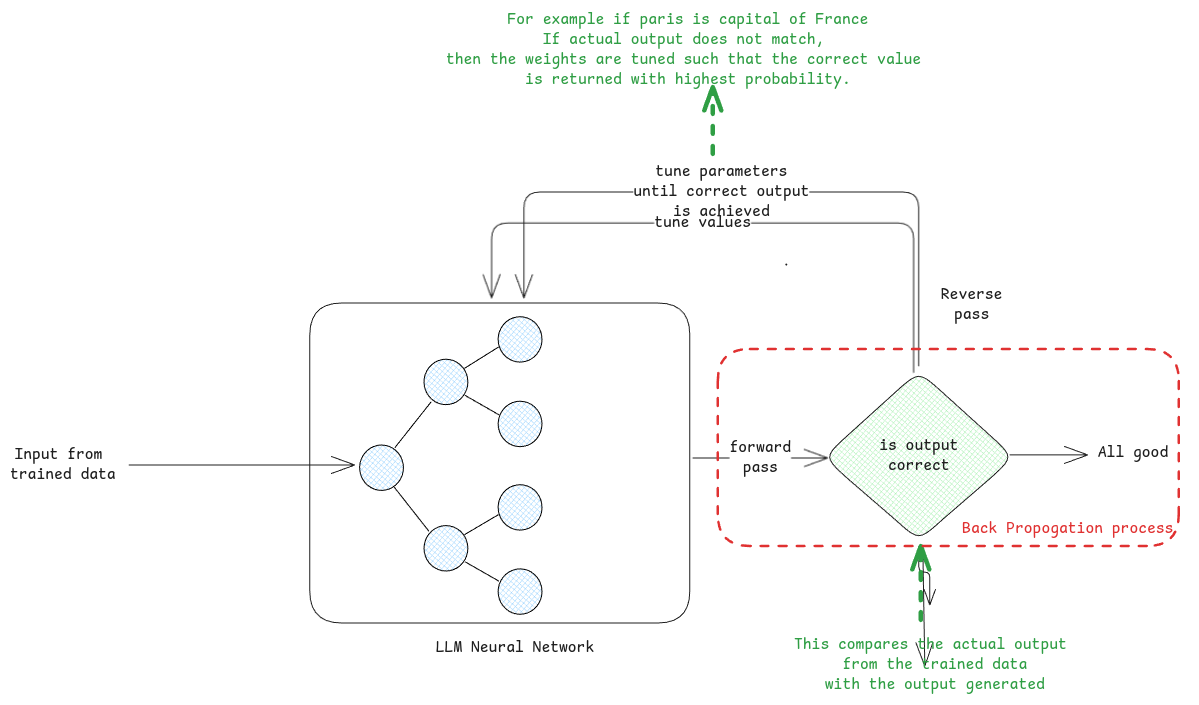 For example if paris is capital of France
If actual output does not match,
then the weights are tuned such that the correct value
is returned with highest probability.
tune parameters
until correct output
is achieved
tune values
Reverse
pass
Input from
trained data
forward
pass
is output
correct
All good
Back Propogation process
LLM Neural Network
This compares the actual output
from the trained data
with the output generated